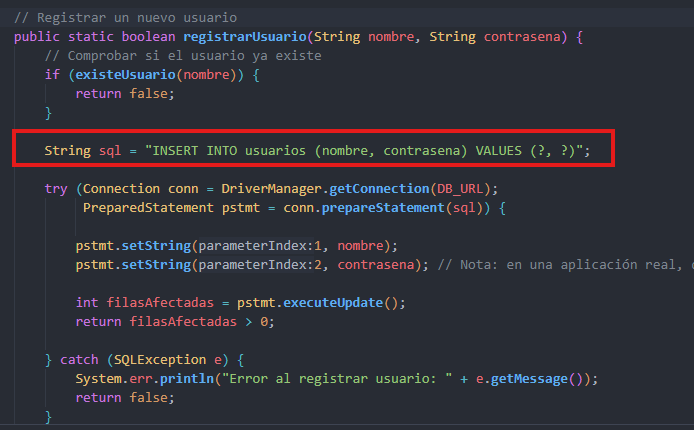 // Registrar un nuevo usuario
public static boolean registrarUsuario(String nombre, String contrasena) {
// Comprobar si el usuario ya existe
if (existeUsuario(nombre)) {
return false;
}
String sql = "INSERT INTO usuarios (nombre, contrasena) VALUES (?, ?)";
try (Connection conn = DriverManager.getConnection(DB_URL);
PreparedStatement pstmt = conn.prepareStatement(sql)) {
pstmt.setString(parameterIndex:1, nombre);
pstmt.setString(parameterIndex:2, contrasena); // Nota: en una aplicación real,
int filasAfectadas = pstmt.executeUpdate();
return filasAfectadas > 0;
} catch (SQLException e) {
System.err.println("Error al registrar usuario: " + e.getMessage());
return false;
}